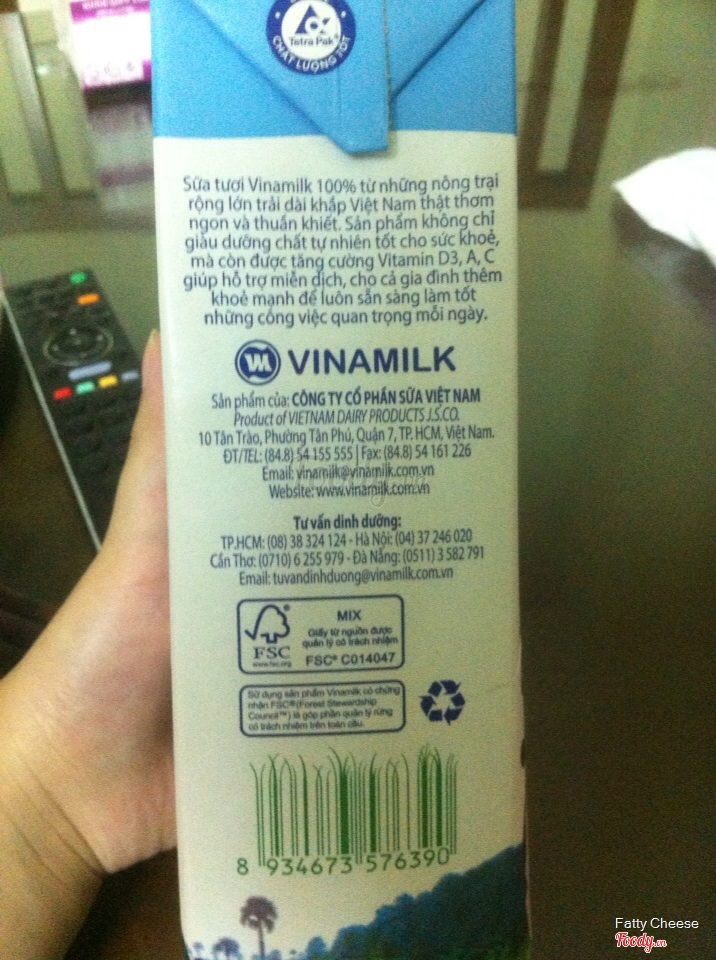 Tetra Pak
CHẤT LƯỢNG TỐT
Sữa tươi Vinamilk 100% từ những nông trại
rộng lớn trải dài khắp Việt Nam thật thơm
ngon và thuần khiết. Sản phẩm không chỉ
giàu dưỡng chất tự nhiên tốt cho sức khoẻ,
mà còn được tăng cường Vitamin D3, A, C
giúp hỗ trợ miễn dịch, cho cả gia đình thêm
khoẻ mạnh để luôn sẵn sàng làm tốt
những công việc quan trọng mỗi ngày.
VM VINAMILK
Sản phẩm của: CÔNG TY CỔ PHẦN SỮA VIỆT NAM
Product of VIETNAM DAIRY PRODUCTS J.S.CO.
10 Tân Trào, Phường Tân Phú, Quận 7, TP. HCM, Việt Nam.
ĐT/TEL: (84.8) 54 155 555 | Fax: (84.8) 54 161 226
Email: vinamilk@vinamilk.com.vn
Website: www.vinamilk.com.vn
Tư vấn dinh dưỡng:
TP.HCM: (08) 38 324 124 - Hà Nội: (04) 37 246 020
Cần Thơ: (0710) 6 255 979 - Đà Nẵng: (0511) 3 582 791
Email: tuvandinhduong@vinamilk.com.vn
MIX
Giấy từ nguồn được
quản lý có trách nhiệm
FSC® C014047
FSC®
www.fsc.org
Sử dụng sản phẩm Vinamilk có chứng
nhận FSC®(Forest Stewardship
Council™) là góp phần quản lý rừng
có trách nhiệm trên toàn cầu.
8 934673 576390
Fatty Cheese
Foody.vn